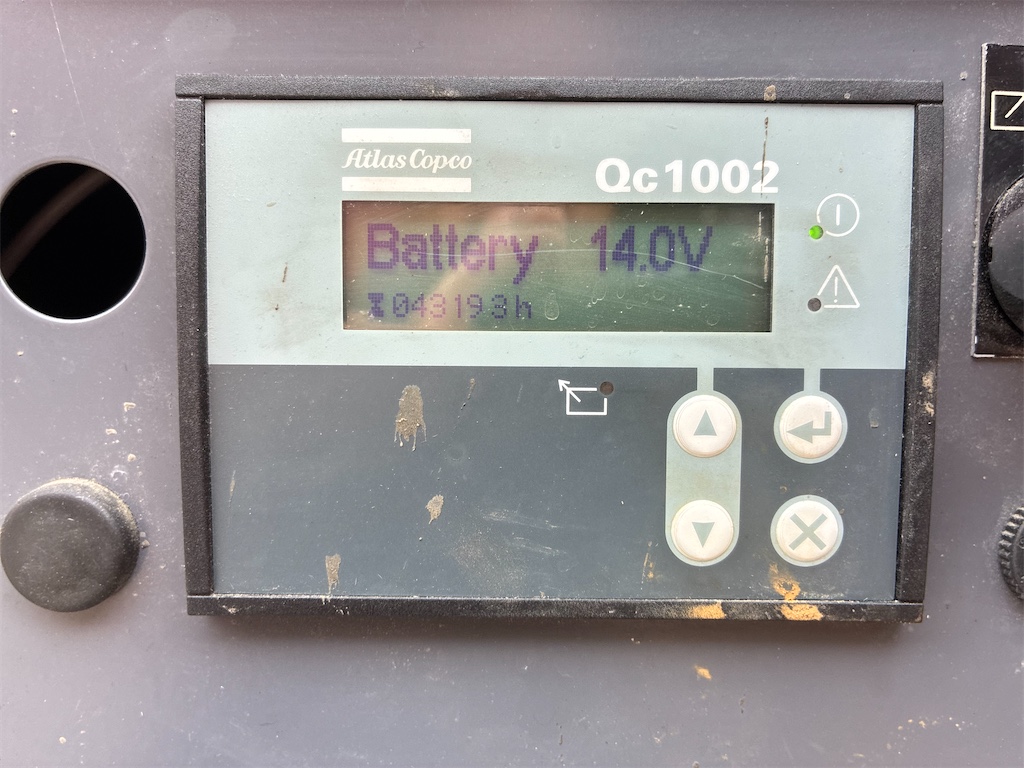 Atlas Copco
Qc1002
Battery 14.0V
043193h